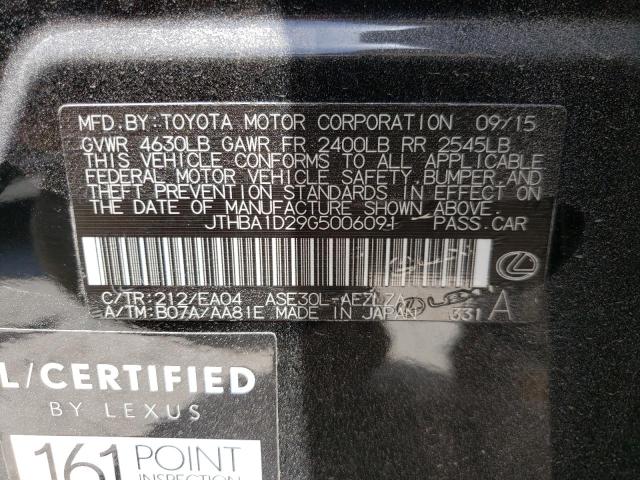 MFD.BY:TOYOTA MOTOR CORPORATION 09/15
GVWR 4630LB GAWR FR 2400LB RR 2545LB
THIS VEHICLE CONFORMS TO ALL APPLICABLE
FEDERAL MOTOR VEHICLE SAFETY, BUMPER, AND
THEFT PREVENTION STANDARDS IN EFFECT ON
THE DATE OF MANUFACTURE SHOWN ABOVE.
JTHBA1D29G5006091 PASS.CAR
C/TR:212/EA04 ASE30L-AEZLZA
A/TM:B07A/AA81E MADE IN JAPAN 331 A
L/CERTIFIED
BY LEXUS
161 POINT
INSPECTION